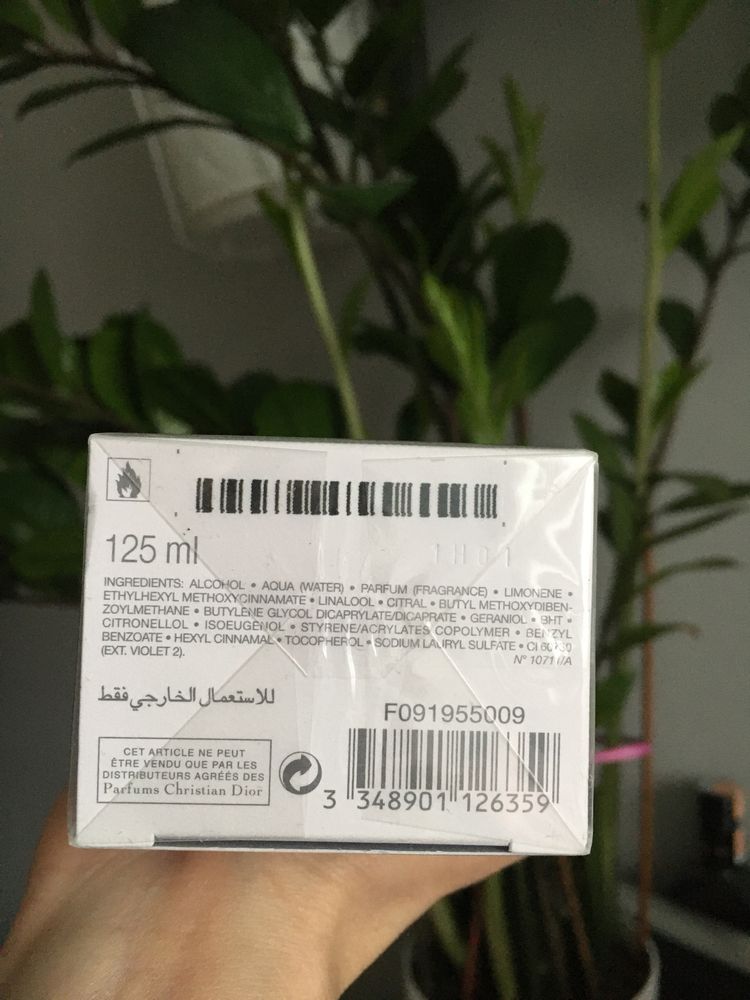 125 ml
1H01
INGREDIENTS: ALCOHOL • AQUA (WATER) • PARFUM (FRAGRANCE) • LIMONENE •
ETHYLHEXYL METHOXYCINNAMATE • LINALOOL • CITRAL • BUTYL METHOXYDIBEN-
ZOYLMETHANE • BUTYLENE GLYCOL DICAPRYLATE/DICAPRATE • GERANIOL • BHT •
CITRONELLOL • ISOEUGENOL • STYRENE/ACRYLATES COPOLYMER • BENZYL
BENZOATE • HEXYL CINNAMAL • TOCOPHEROL • SODIUM LAURYL SULFATE • CI 60730
(EXT. VIOLET 2).
N°
للاستعمال الخارجي فقط
F091955009
CET ARTICLE NE PEUT
ÊTRE VENDU QUE PAR LES
DISTRIBUTEURS AGRÉÉS DES
Parfums Christian Dior
3 348901 126359